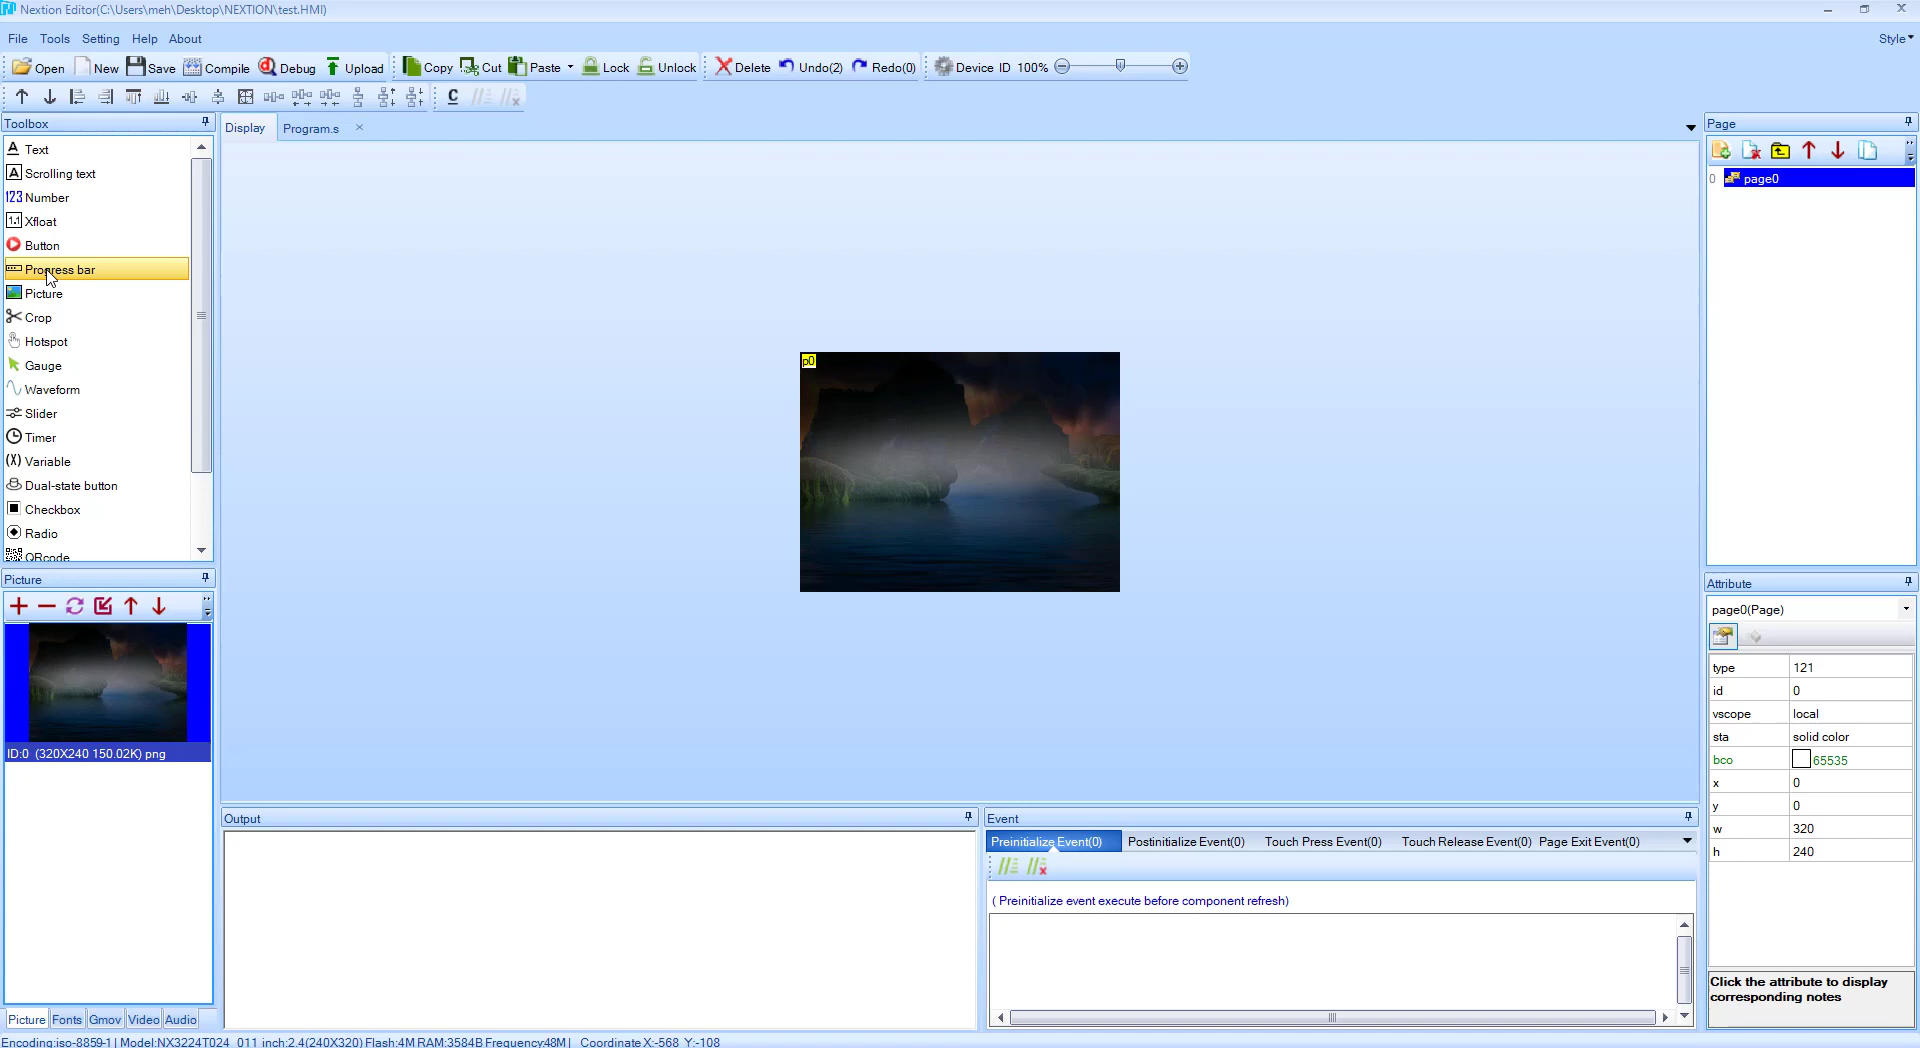 Nextion Editor(C:\Users\meh\Desktop\NEXTION\test.HMI)
File Tools Setting Help About
Style
Open New Save Compile Debug Upload Copy Cut Paste Lock Unlock Delete Undo(2) Redo(0) Device ID 100%
C
Toolbox
A Text
A Scrolling text
123 Number
1.1 Xfloat
Button
Progress bar
Picture
Crop
Hotspot
Gauge
Waveform
Slider
Timer
(X) Variable
Dual-state button
Checkbox
Radio
QRcode
Picture
ID:0 (320X240 150.02K) png
Picture Fonts Gmov Video Audio
Display Program.s
p0
Output
Event
Preinitialize Event(0) Postinitialize Event(0) Touch Press Event(0) Touch Release Event(0) Page Exit Event(0)
( Preinitialize event execute before component refresh)
Page
0 page0
Attribute
page0(Page)
type 121
id 0
vscope local
sta solid color
bco 65535
x 0
y 0
w 320
h 240
Click the attribute to display
corresponding notes
Encoding:iso-8859-1 | Model:NX3224T024_011 inch:2.4(240X320) Flash:4M RAM:3584B Frequency:48M | Coordinate X:-568 Y:-108